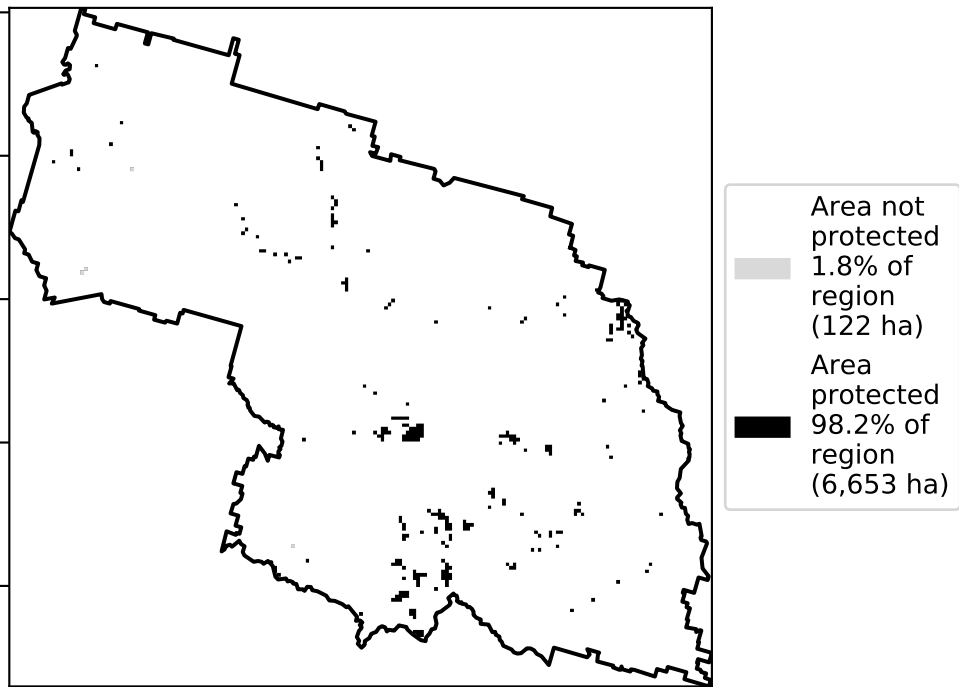 Area not
protected
1.8% of
region
(122 ha)
Area
protected
98.2% of
region
(6,653 ha)